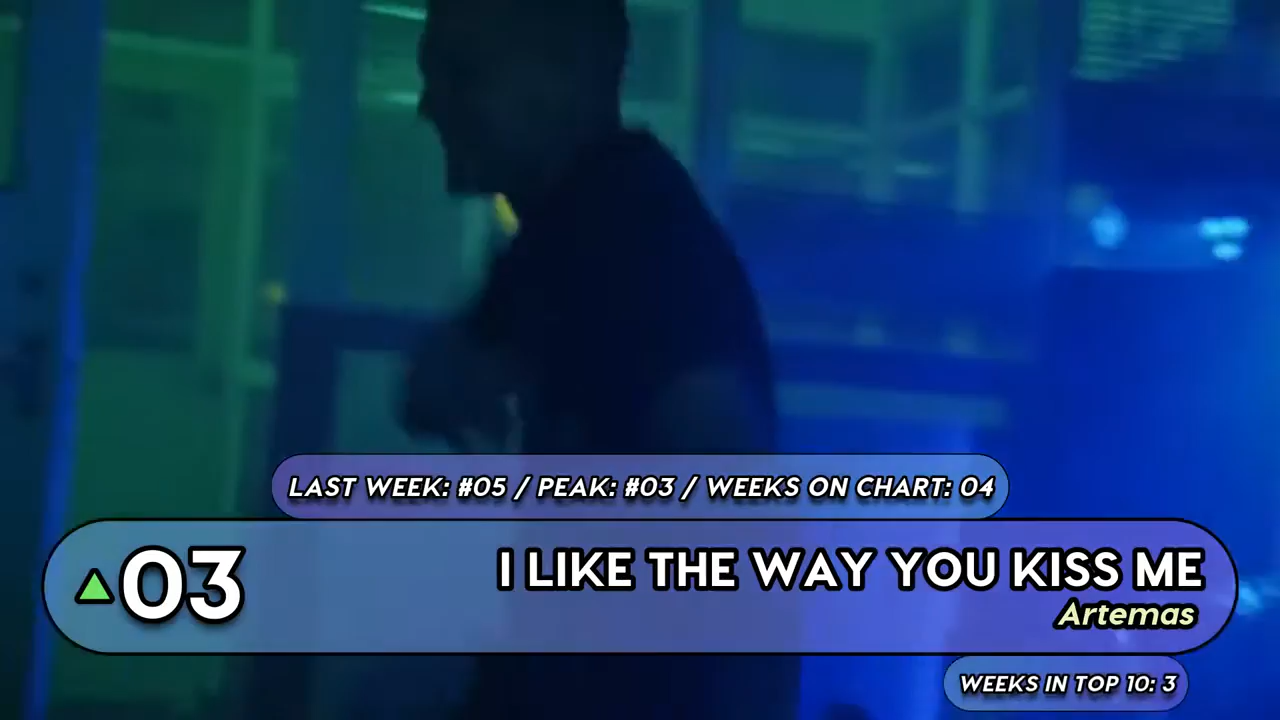 LAST WEEK: #05 / PEAK: #03 / WEEKS ON CHART: 04
▲03
I LIKE THE WAY YOU KISS ME
Artemas
WEEKS IN TOP 10: 3